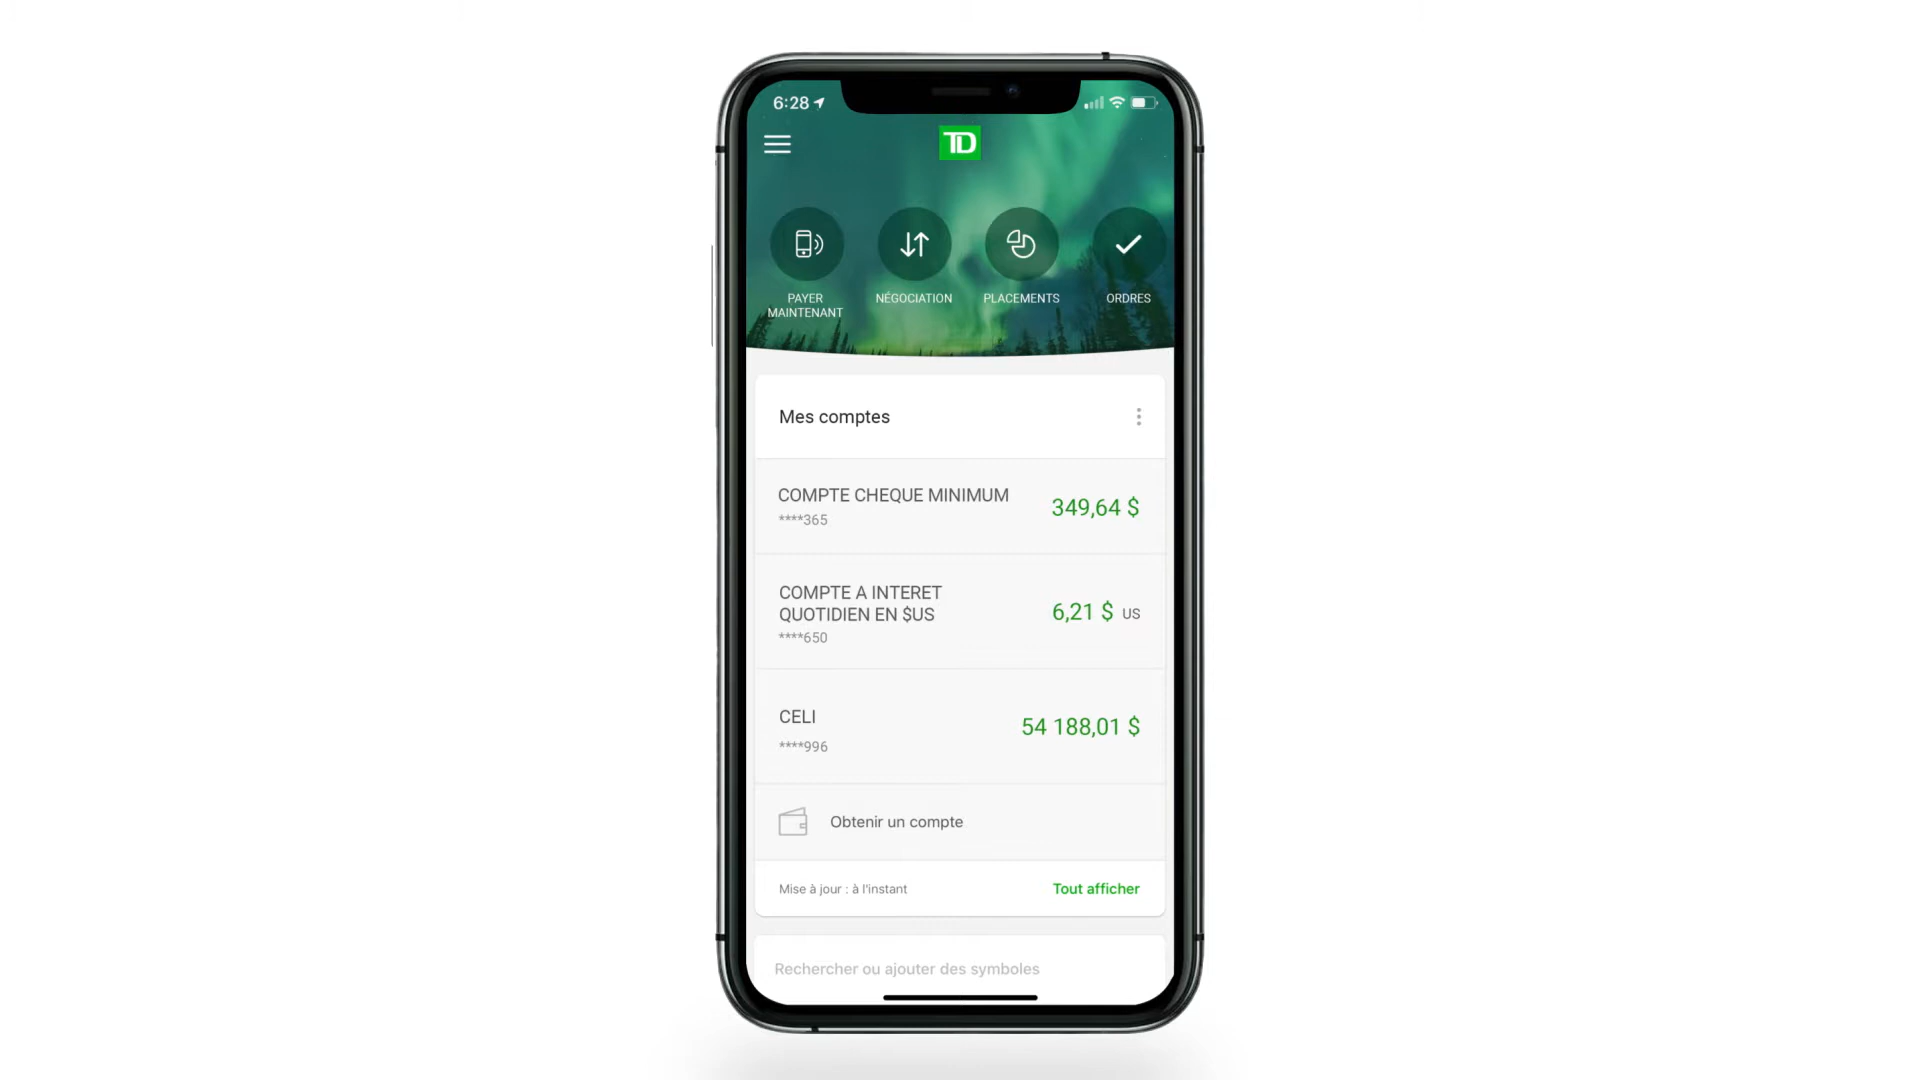 6:28
TD
PAYER
MAINTENANT
NÉGOCIATION
PLACEMENTS
ORDRES
Mes comptes
COMPTE CHEQUE MINIMUM
349,64 $
****365
COMPTE A INTERET
QUOTIDIEN EN $US
6,21 $ US
****650
CELI
54 188,01 $
****996
Obtenir un compte
Mise à jour : à l'instant
Tout afficher
Rechercher ou ajouter des symboles